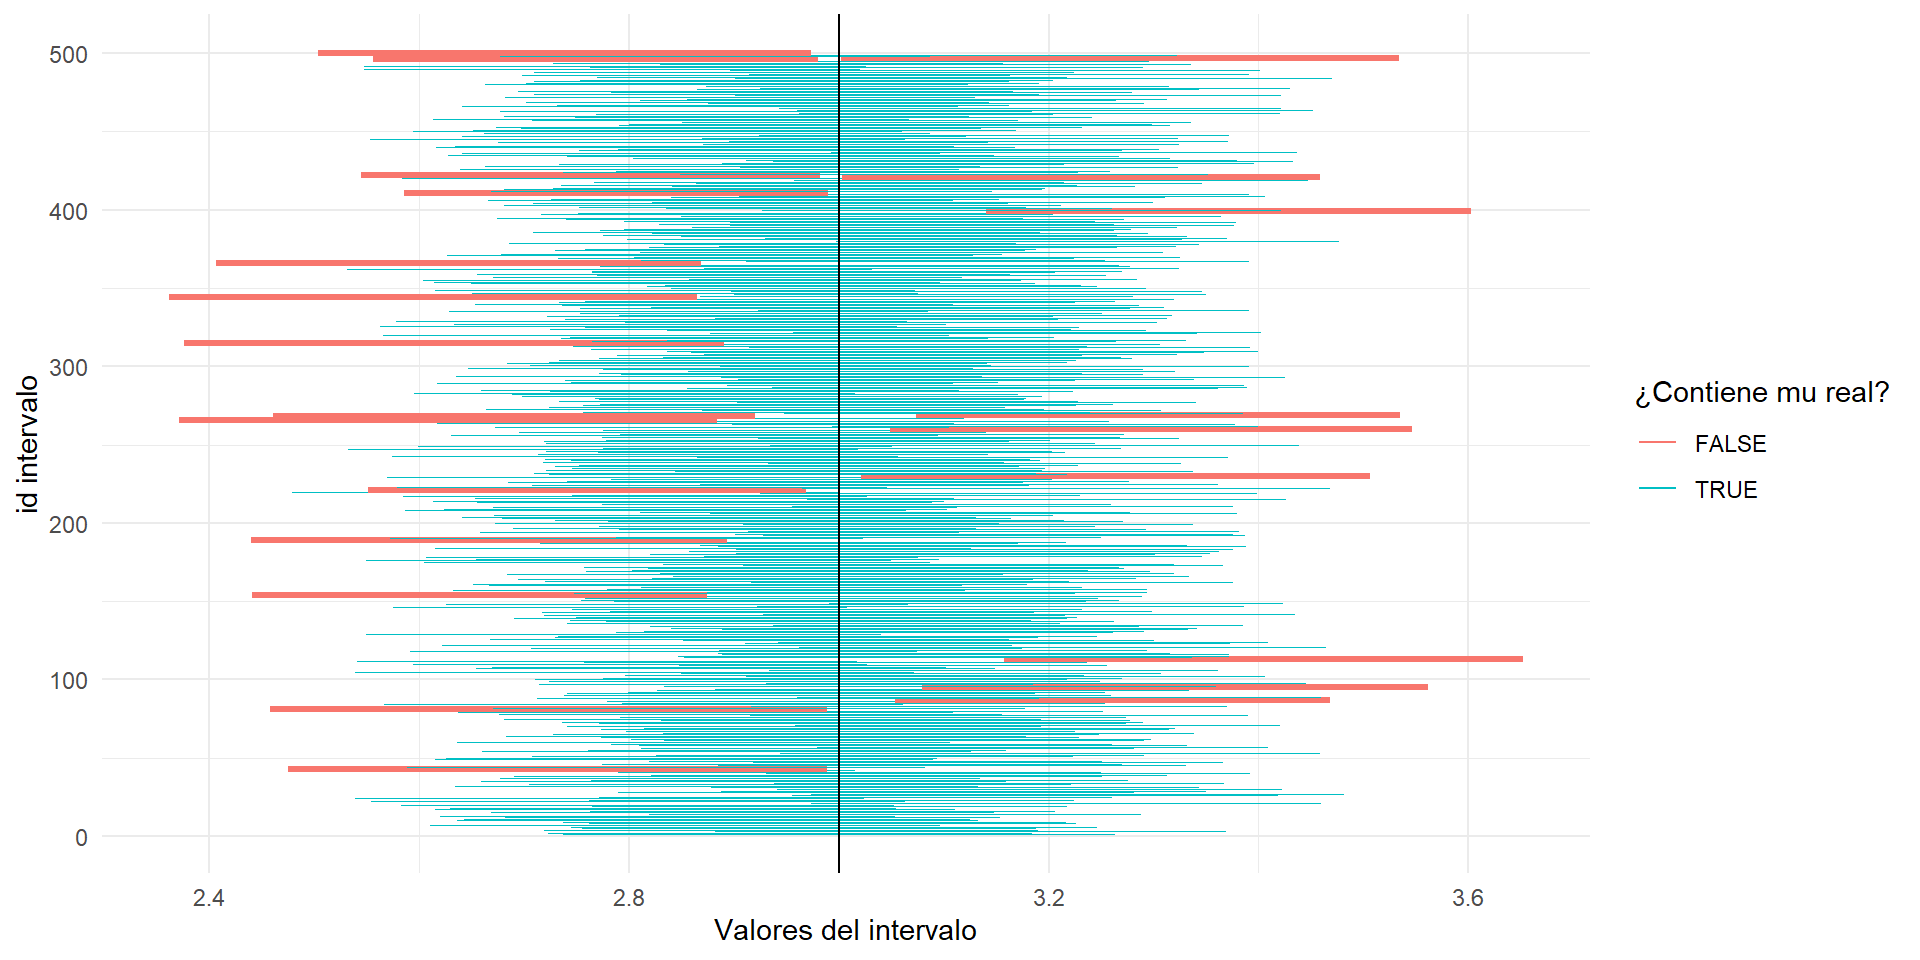 500
400
300
200
100
0
id intervalo
2.4
2.8
3.2
3.6
Valores del intervalo
¿Contiene mu real?
FALSE
TRUE